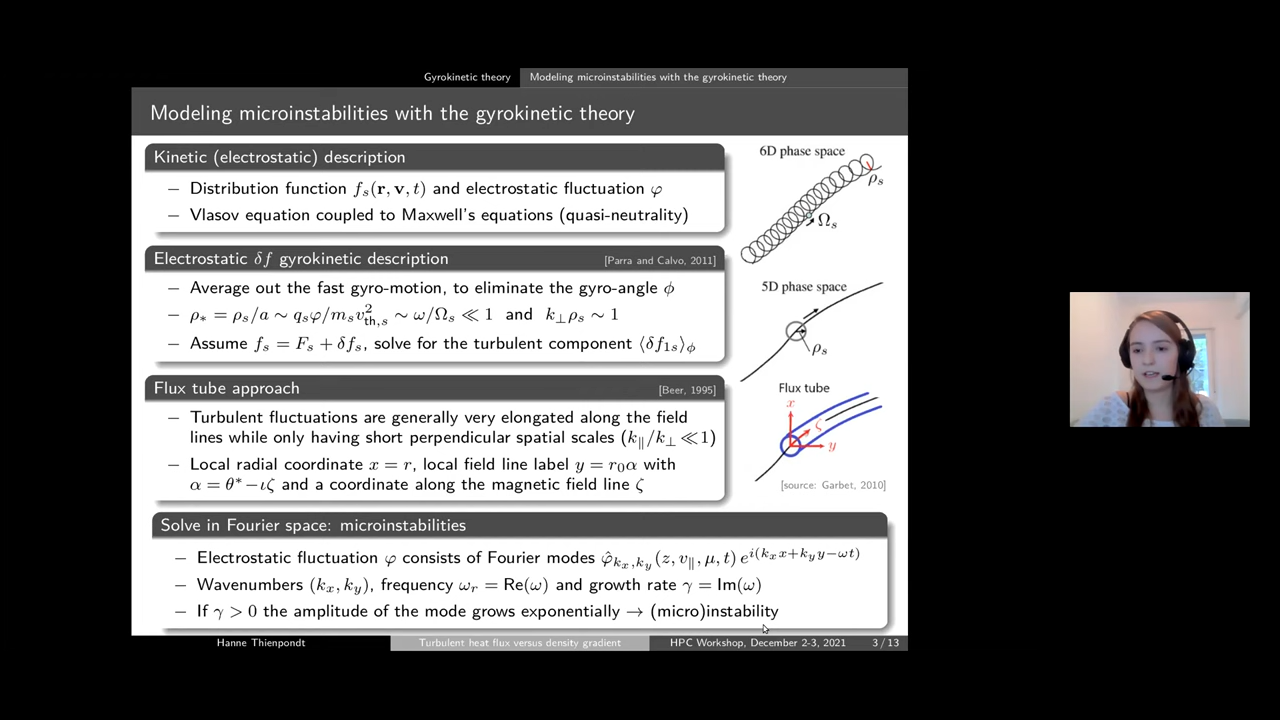 Gyrokinetic theory
Modeling microinstabilities with the gyrokinetic theory
Modeling microinstabilities with the gyrokinetic theory
Kinetic (electrostatic) description
– Distribution function f_s(r, v, t) and electrostatic fluctuation φ
– Vlasov equation coupled to Maxwell's equations (quasi-neutrality)
Electrostatic δf gyrokinetic description [Parra and Calvo, 2011]
– Average out the fast gyro-motion, to eliminate the gyro-angle ϕ
– ρ_* = ρ_s/a ∼ q_sφ/m_sv²_th,s ∼ ω/Ω_s ≪ 1 and k_⊥ρ_s ∼ 1
– Assume f_s = F_s + δf_s, solve for the turbulent component ⟨δf_1s⟩_ϕ
Flux tube approach [Beer, 1995]
– Turbulent fluctuations are generally very elongated along the field
lines while only having short perpendicular spatial scales (k_∥/k_⊥ ≪1)
– Local radial coordinate x = r, local field line label y = r_0α with
α = θ* − ιζ and a coordinate along the magnetic field line ζ
6D phase space
ρ_s
Ω_s
5D phase space
ρ_s
Flux tube
x
ζ
y
[source: Garbet, 2010]
Solve in Fourier space: microinstabilities
– Electrostatic fluctuation φ consists of Fourier modes φ̂_kx,ky(z, v_∥, μ, t) e^i(k_x x+k_y y−ωt)
– Wavenumbers (k_x, k_y), frequency ω_r = Re(ω) and growth rate γ = Im(ω)
– If γ > 0 the amplitude of the mode grows exponentially → (micro)instability
Hanne Thienpondt
Turbulent heat flux versus density gradient
HPC Workshop, December 2-3, 2021
3 / 13